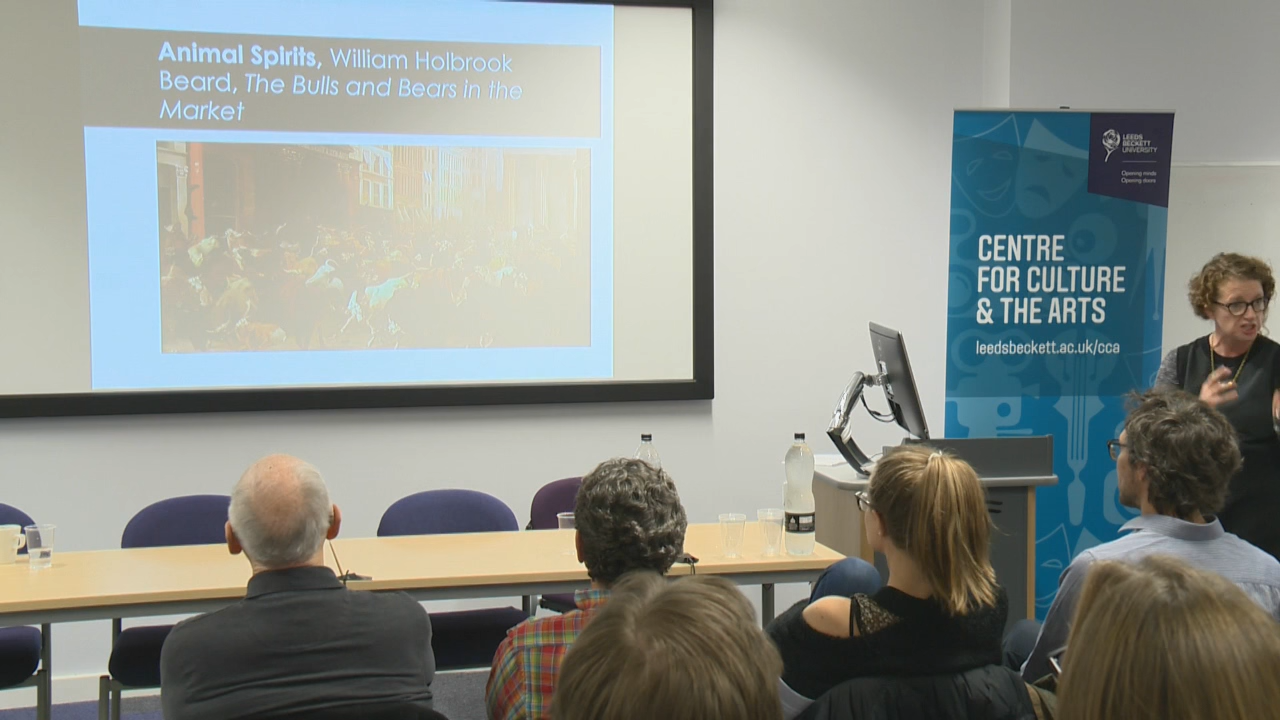 Animal Spirits, William Holbrook
Beard, The Bulls and Bears in the
Market
LEEDS
BECKETT
UNIVERSITY
Opening minds
Opening doors
CENTRE
FOR CULTURE
& THE ARTS
leedsbeckett.ac.uk/cca